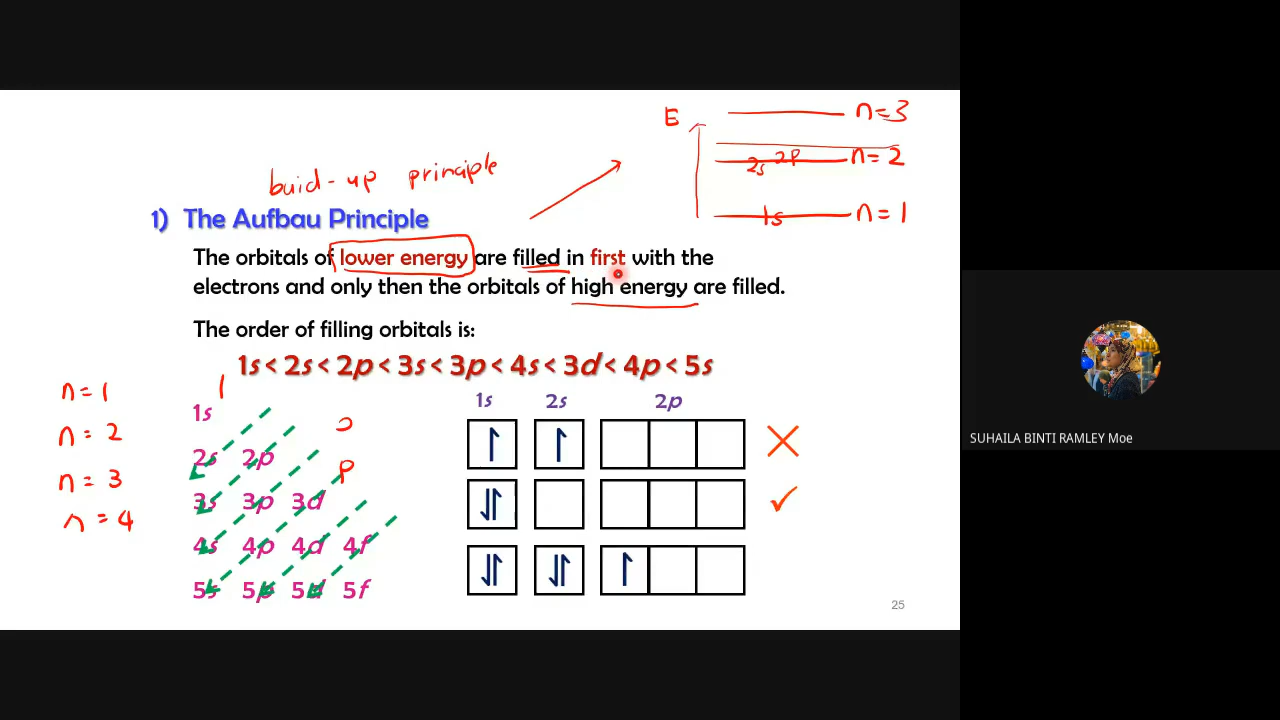 E
n=3
2s 2p n=2
1s n=1
buid-up principle
1) The Aufbau Principle
The orbitals of lower energy are filled in first with the
electrons and only then the orbitals of high energy are filled.
The order of filling orbitals is:
1s < 2s < 2p < 3s < 3p < 4s < 3d < 4p < 5s
n=1
n=2
n=3
n=4
1s
2s 2p
3s 3p 3d
4s 4p 4d 4f
5s 5p 5d 5f
1s 2s 2p
25
SUHAILA BINTI RAMLEY Moe